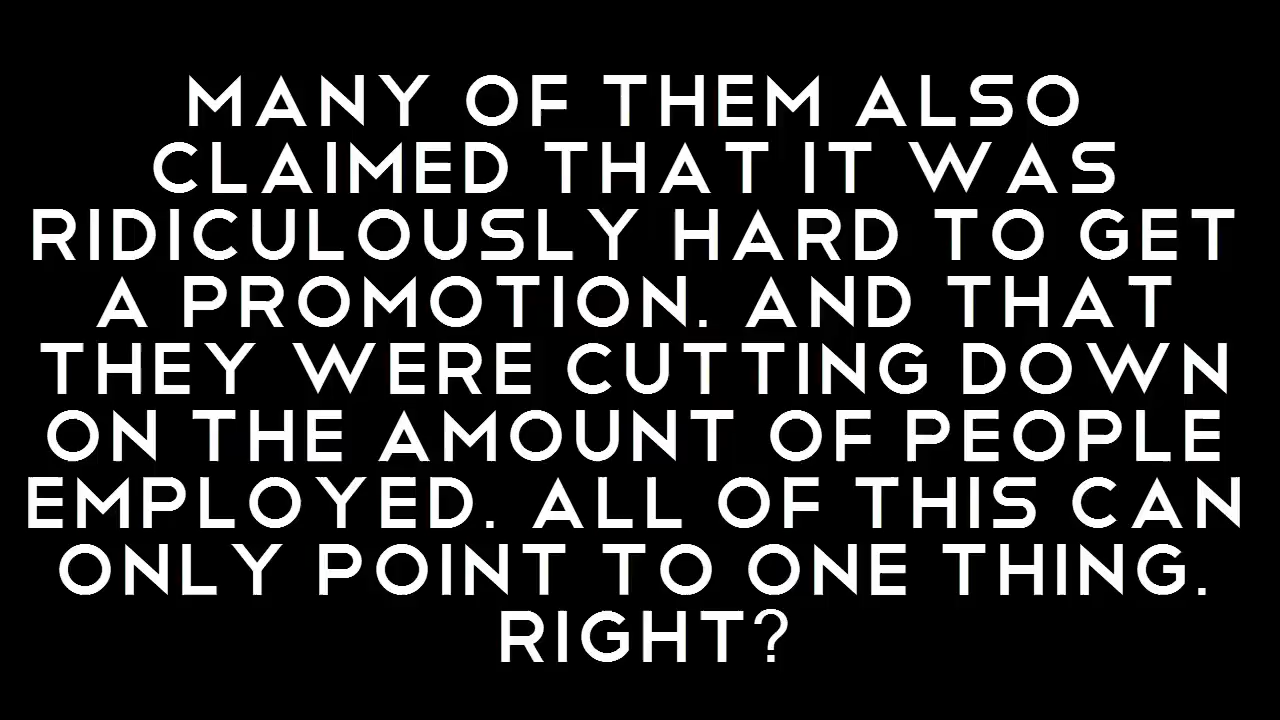 MANY OF THEM ALSO
CLAIMED THAT IT WAS
RIDICULOUSLY HARD TO GET
A PROMOTION. AND THAT
THEY WERE CUTTING DOWN
ON THE AMOUNT OF PEOPLE
EMPLOYED. ALL OF THIS CAN
ONLY POINT TO ONE THING.
RIGHT?